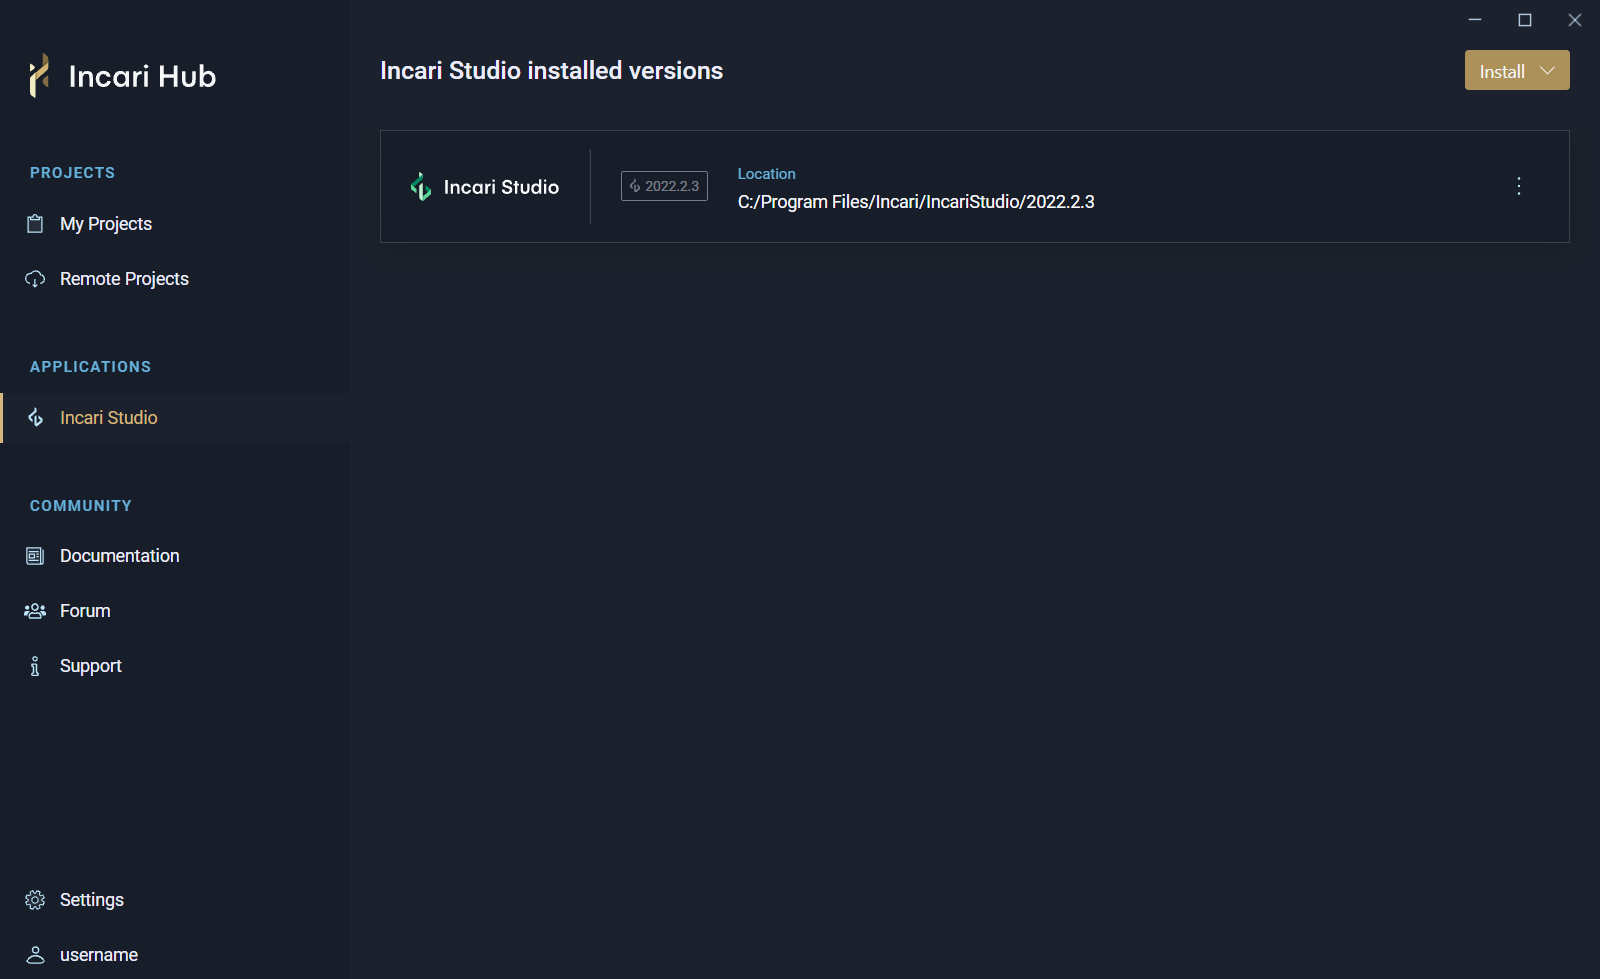 Incari Hub
PROJECTS
My Projects
Remote Projects
APPLICATIONS
Incari Studio
COMMUNITY
Documentation
Forum
Support
Settings
username
Incari Studio installed versions
Install
Incari Studio
2022.2.3
Location
C:/Program Files/Incari/IncariStudio/2022.2.3